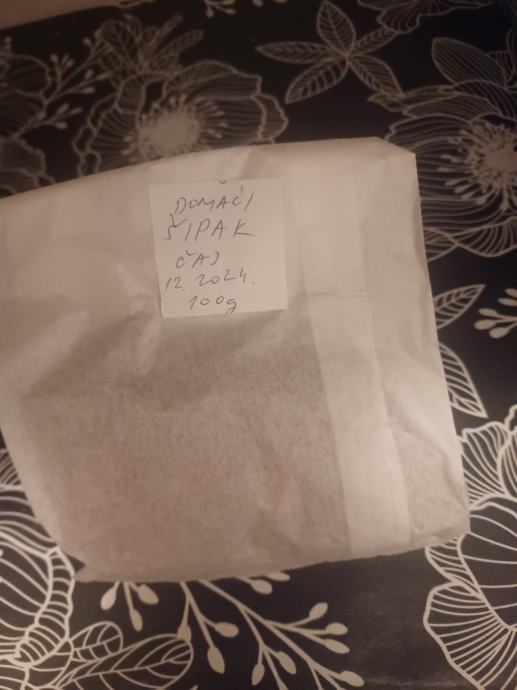 DOMAĆI
ŠIPAK
ČAJ
12. 2024.
100g